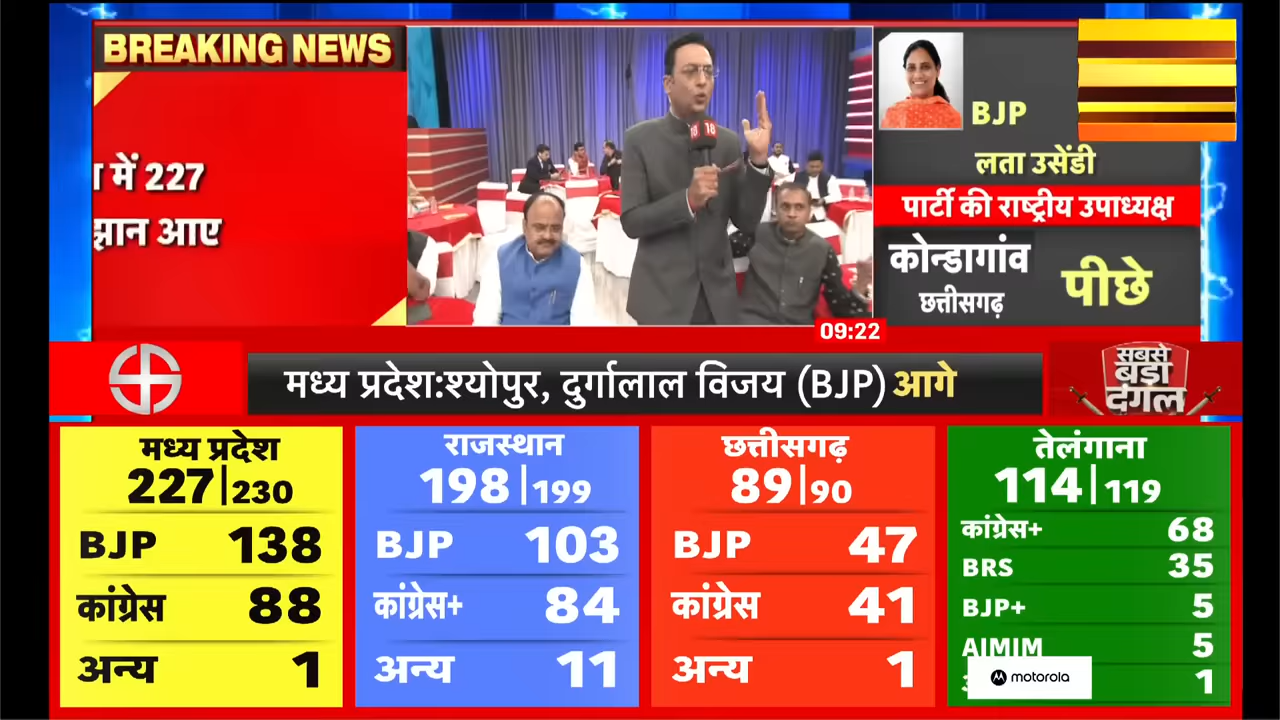 BREAKING NEWS
में 227
आए
18
BJP
लता उसेंडी
पार्टी की राष्ट्रीय उपाध्यक्ष
कोन्डागांव
छत्तीसगढ़
पीछे
09:22
मध्य प्रदेश:श्योपुर, दुर्गालाल विजय (BJP) आगे
सबसे
बड़ा
दंगल
मध्य प्रदेश
227|230
BJP 138
कांग्रेस 88
अन्य 1
राजस्थान
198|199
BJP 103
कांग्रेस+ 84
अन्य 11
छत्तीसगढ़
89|90
BJP 47
कांग्रेस 41
अन्य 1
तेलंगाना
114|119
कांग्रेस+ 68
BRS 35
BJP+ 5
AIMIM 5
1
motorola